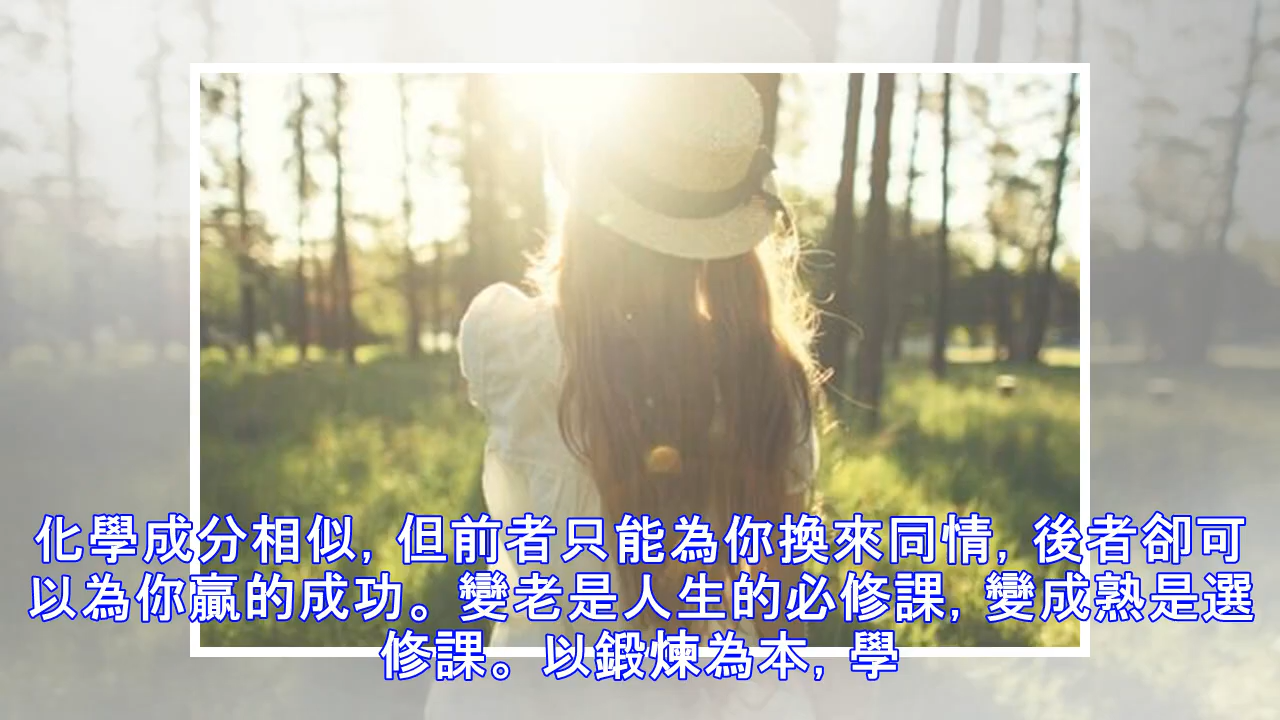 化學成分相似, 但前者只能為你換來同情, 後者卻可
以為你贏的成功。變老是人生的必修課, 變成熟是選
修課。以鍛煉為本, 學